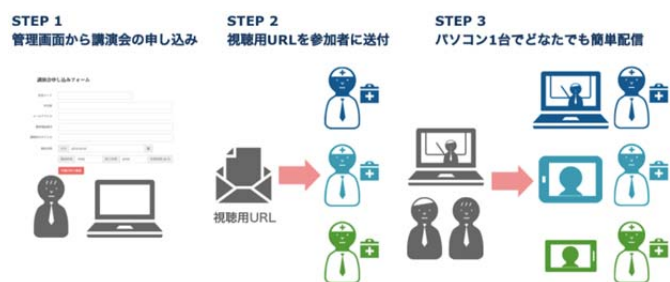 STEP 1
管理画面から講演会の申し込み
STEP 2
視聴用URLを参加者に送付
STEP 3
パソコン1台でどなたでも簡単配信
講演会申し込みフォーム
視聴用URL